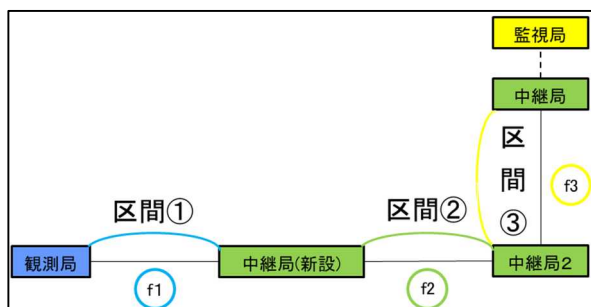 監視局
中継局
区間③
f3
区間①
区間②
観測局
中継局(新設)
中継局2
f1
f2